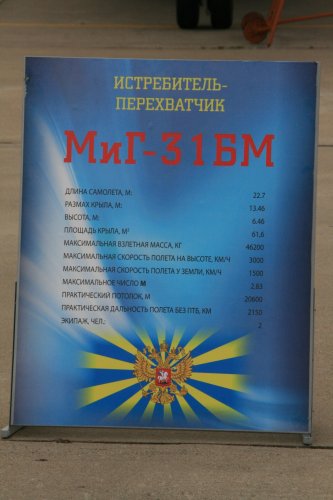 ИСТРЕБИТЕЛЬ-
ПЕРЕХВАТЧИК
МиГ-31БМ
ДЛИНА САМОЛЕТА, М: 22.7
РАЗМАХ КРЫЛА, М: 13.46
ВЫСОТА, М: 6.46
ПЛОЩАДЬ КРЫЛА, М² 61,6
МАКСИМАЛЬНАЯ ВЗЛЕТНАЯ МАССА, КГ 46200
МАКСИМАЛЬНАЯ СКОРОСТЬ ПОЛЕТА НА ВЫСОТЕ, КМ/Ч 3000
МАКСИМАЛЬНАЯ СКОРОСТЬ ПОЛЕТА У ЗЕМЛИ, КМ/Ч 1500
МАКСИМАЛЬНОЕ ЧИСЛО М 2.83
ПРАКТИЧЕСКИЙ ПОТОЛОК, М 20600
ПРАКТИЧЕСКАЯ ДАЛЬНОСТЬ ПОЛЕТА БЕЗ ПТБ, КМ 2150
ЭКИПАЖ, ЧЕЛ.: 2